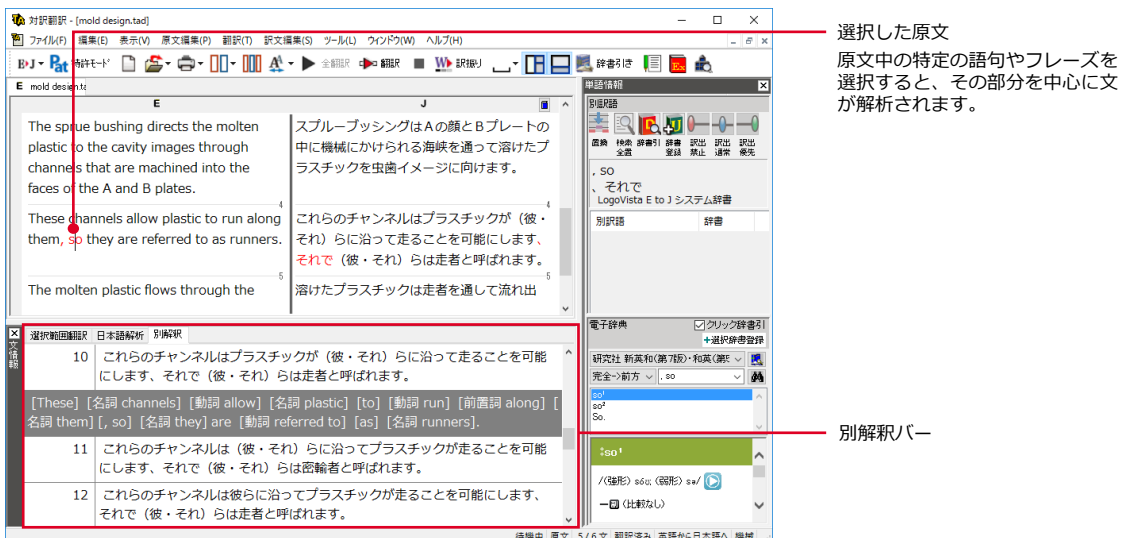 対訳翻訳 - [mold design.tad]
ファイル(F) 編集(E) 表示(V) 原文編集(P) 翻訳(T) 訳文編集(S) ツール(L) ウィンドウ(W) ヘルプ(H)
E›J Pat 特許モード 全翻訳 翻訳 W 訳振り 辞書引き Ex
E mold design.ta
E J
The sprue bushing directs the molten
plastic to the cavity images through
channels that are machined into the
faces of the A and B plates.
スプルーブッシングはAの顔とBプレートの
中に機械にかけられる海峡を通って溶けたプ
ラスチックを虫歯イメージに向けます。
4 4
These channels allow plastic to run along
them, so they are referred to as runners.
これらのチャンネルはプラスチックが（彼・
それ）らに沿って走ることを可能にします、
それで（彼・それ）らは走者と呼ばれます。
5 5
The molten plastic flows through the
溶けたプラスチックは走者を通して流れ出
文情報
選択範囲翻訳 日本語解析 別解釈
10 これらのチャンネルはプラスチックが（彼・それ）らに沿って走ることを可能
にします、それで（彼・それ）らは走者と呼ばれます。
[These] [名詞 channels] [動詞 allow] [名詞 plastic] [to] [動詞 run] [前置詞 along] [
名詞 them] [, so] [名詞 they] are [動詞 referred to] [as] [名詞 runners].
11 これらのチャンネルは（彼・それ）らに沿ってプラスチックが走ることを可能
にします、それで（彼・それ）らは密輸者と呼ばれます。
12 これらのチャンネルは彼らに沿ってプラスチックが走ることを可能にします、
それで（彼・それ）らは走者と呼ばれます。
単語情報
別訳語
置換 検索全置 辞書引 辞書登録 訳出禁止 訳出通常 訳出優先
, so
、それで
LogoVista E to J システム辞書
別訳語 辞書
電子辞典 クリック辞書引
+選択辞書登録
研究社 新英和(第7版)・和英(第5
完全->前方 , so
so¹
so²
So.
so¹
/(強形) sóu; (弱形) sə/
(比較なし)
待機中 原文 5 / 6 文 翻訳済み 英語から日本語へ 機械
選択した原文
原文中の特定の語句やフレーズを
選択すると、その部分を中心に文
が解析されます。
別解釈バー